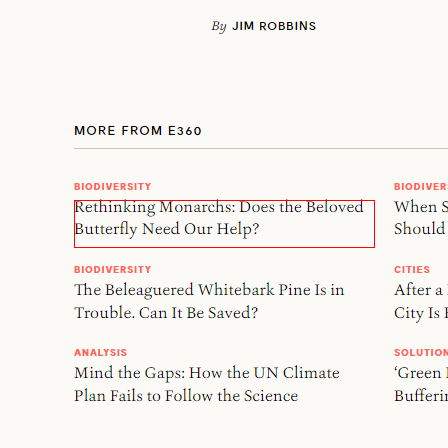 By JIM ROBBINS
MORE FROM E360
BIODIVERSITY
Rethinking Monarchs: Does the Beloved
Butterfly Need Our Help?
BIODIVERSITY
The Beleaguered Whitebark Pine Is in
Trouble. Can It Be Saved?
ANALYSIS
Mind the Gaps: How the UN Climate
Plan Fails to Follow the Science
BIODIVER
When S
Should
CITIES
After a
City Is
SOLUTION
‘Green
Bufferin